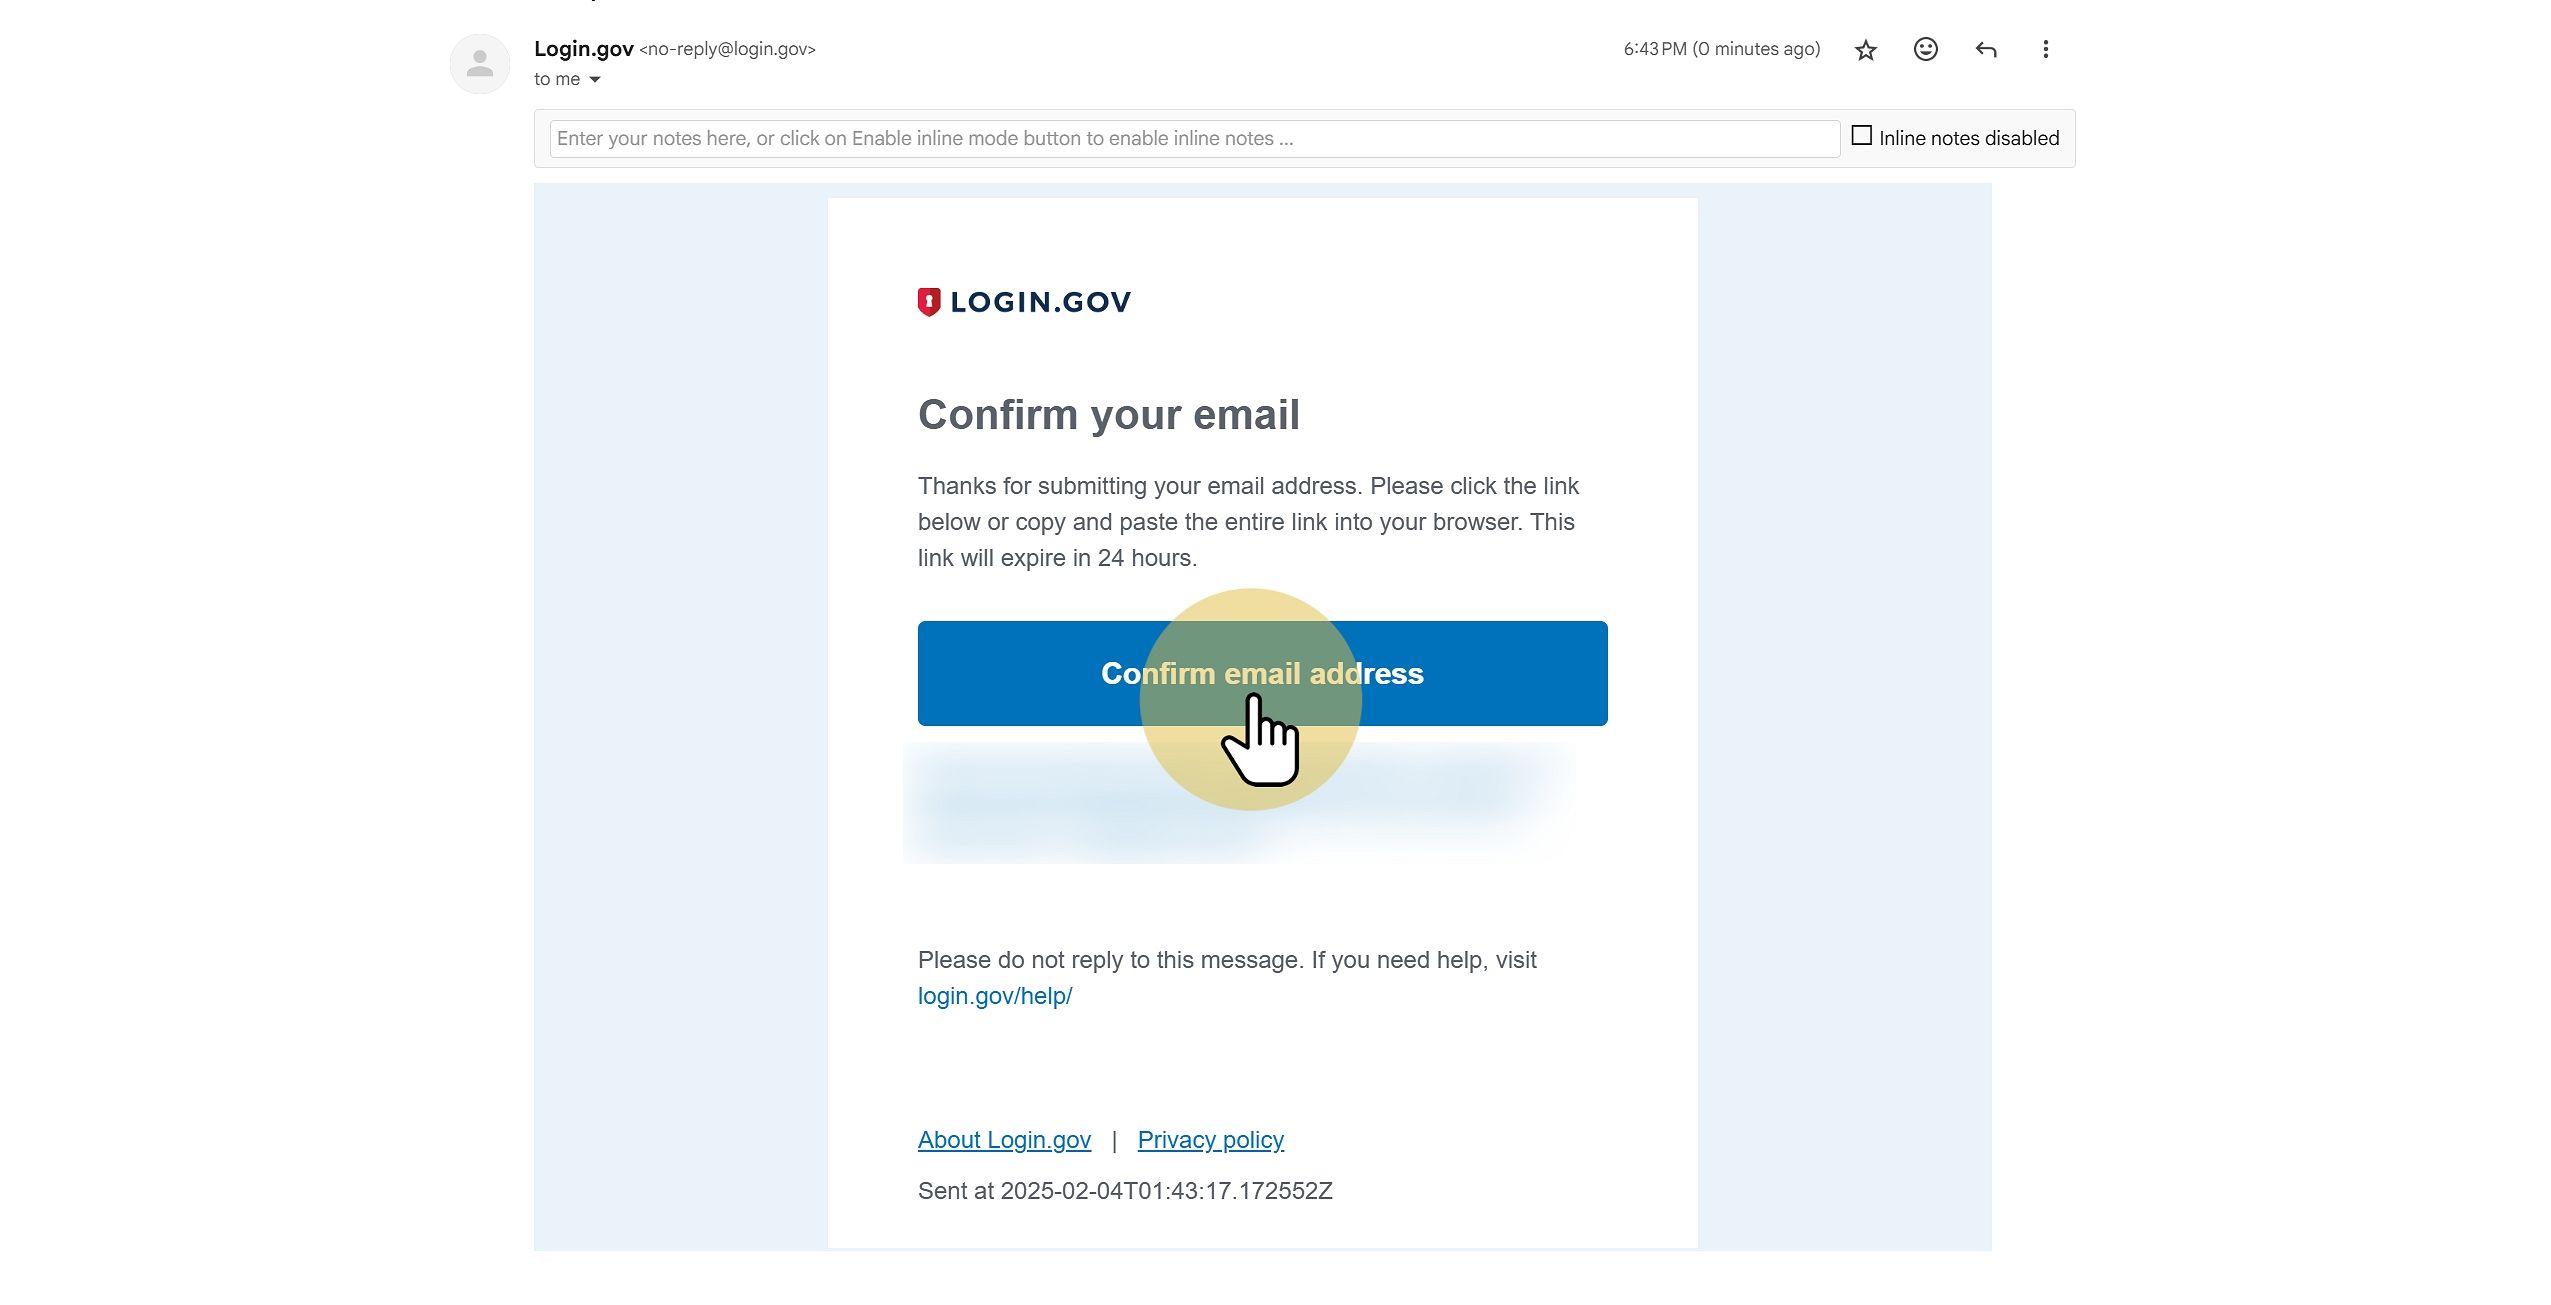 Login.gov <no-reply@login.gov>
6:43 PM (0 minutes ago)
to me
Enter your notes here, or click on Enable inline mode button to enable inline notes ...
Inline notes disabled
LOGIN.GOV
Confirm your email
Thanks for submitting your email address. Please click the link
below or copy and paste the entire link into your browser. This
link will expire in 24 hours.
Confirm email address
Please do not reply to this message. If you need help, visit
login.gov/help/
About Login.gov | Privacy policy
Sent at 2025-02-04T01:43:17.172552Z